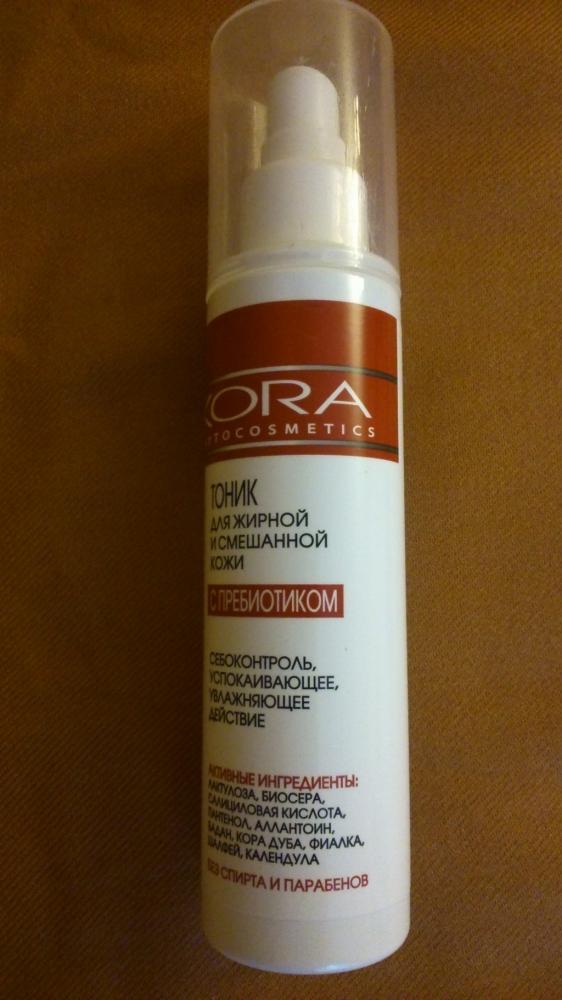 KORA
PHYTOCOSMETICS
ТОНИК
ДЛЯ ЖИРНОЙ
И СМЕШАННОЙ
КОЖИ
С ПРЕБИОТИКОМ
СЕБОКОНТРОЛЬ,
УСПОКАИВАЮЩЕЕ,
УВЛАЖНЯЮЩЕЕ
ДЕЙСТВИЕ
АКТИВНЫЕ ИНГРЕДИЕНТЫ:
ЛАКТУЛОЗА, БИОСЕРА,
САЛИЦИЛОВАЯ КИСЛОТА,
ПАНТЕНОЛ, АЛЛАНТОИН,
БАДАН, КОРА ДУБА, ФИАЛКА,
ШАЛФЕЙ, КАЛЕНДУЛА
БЕЗ СПИРТА И ПАРАБЕНОВ